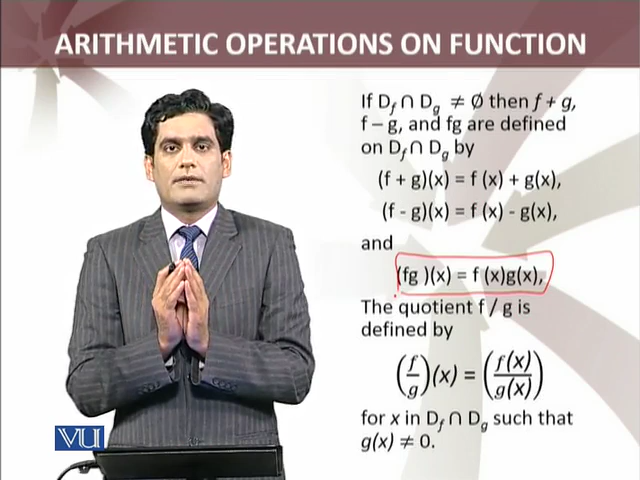 ARITHMETIC OPERATIONS ON FUNCTION
If D_f ∩ D_g ≠ Ø then f + g,
f – g, and fg are defined
on D_f ∩ D_g by
(f + g)(x) = f (x) + g(x),
(f - g)(x) = f (x) - g(x),
and
(fg )(x) = f (x)g(x),
The quotient f / g is
defined by
(f/g)(x) = (f(x)/g(x))
for x in D_f ∩ D_g such that
g(x) ≠ 0.
VU